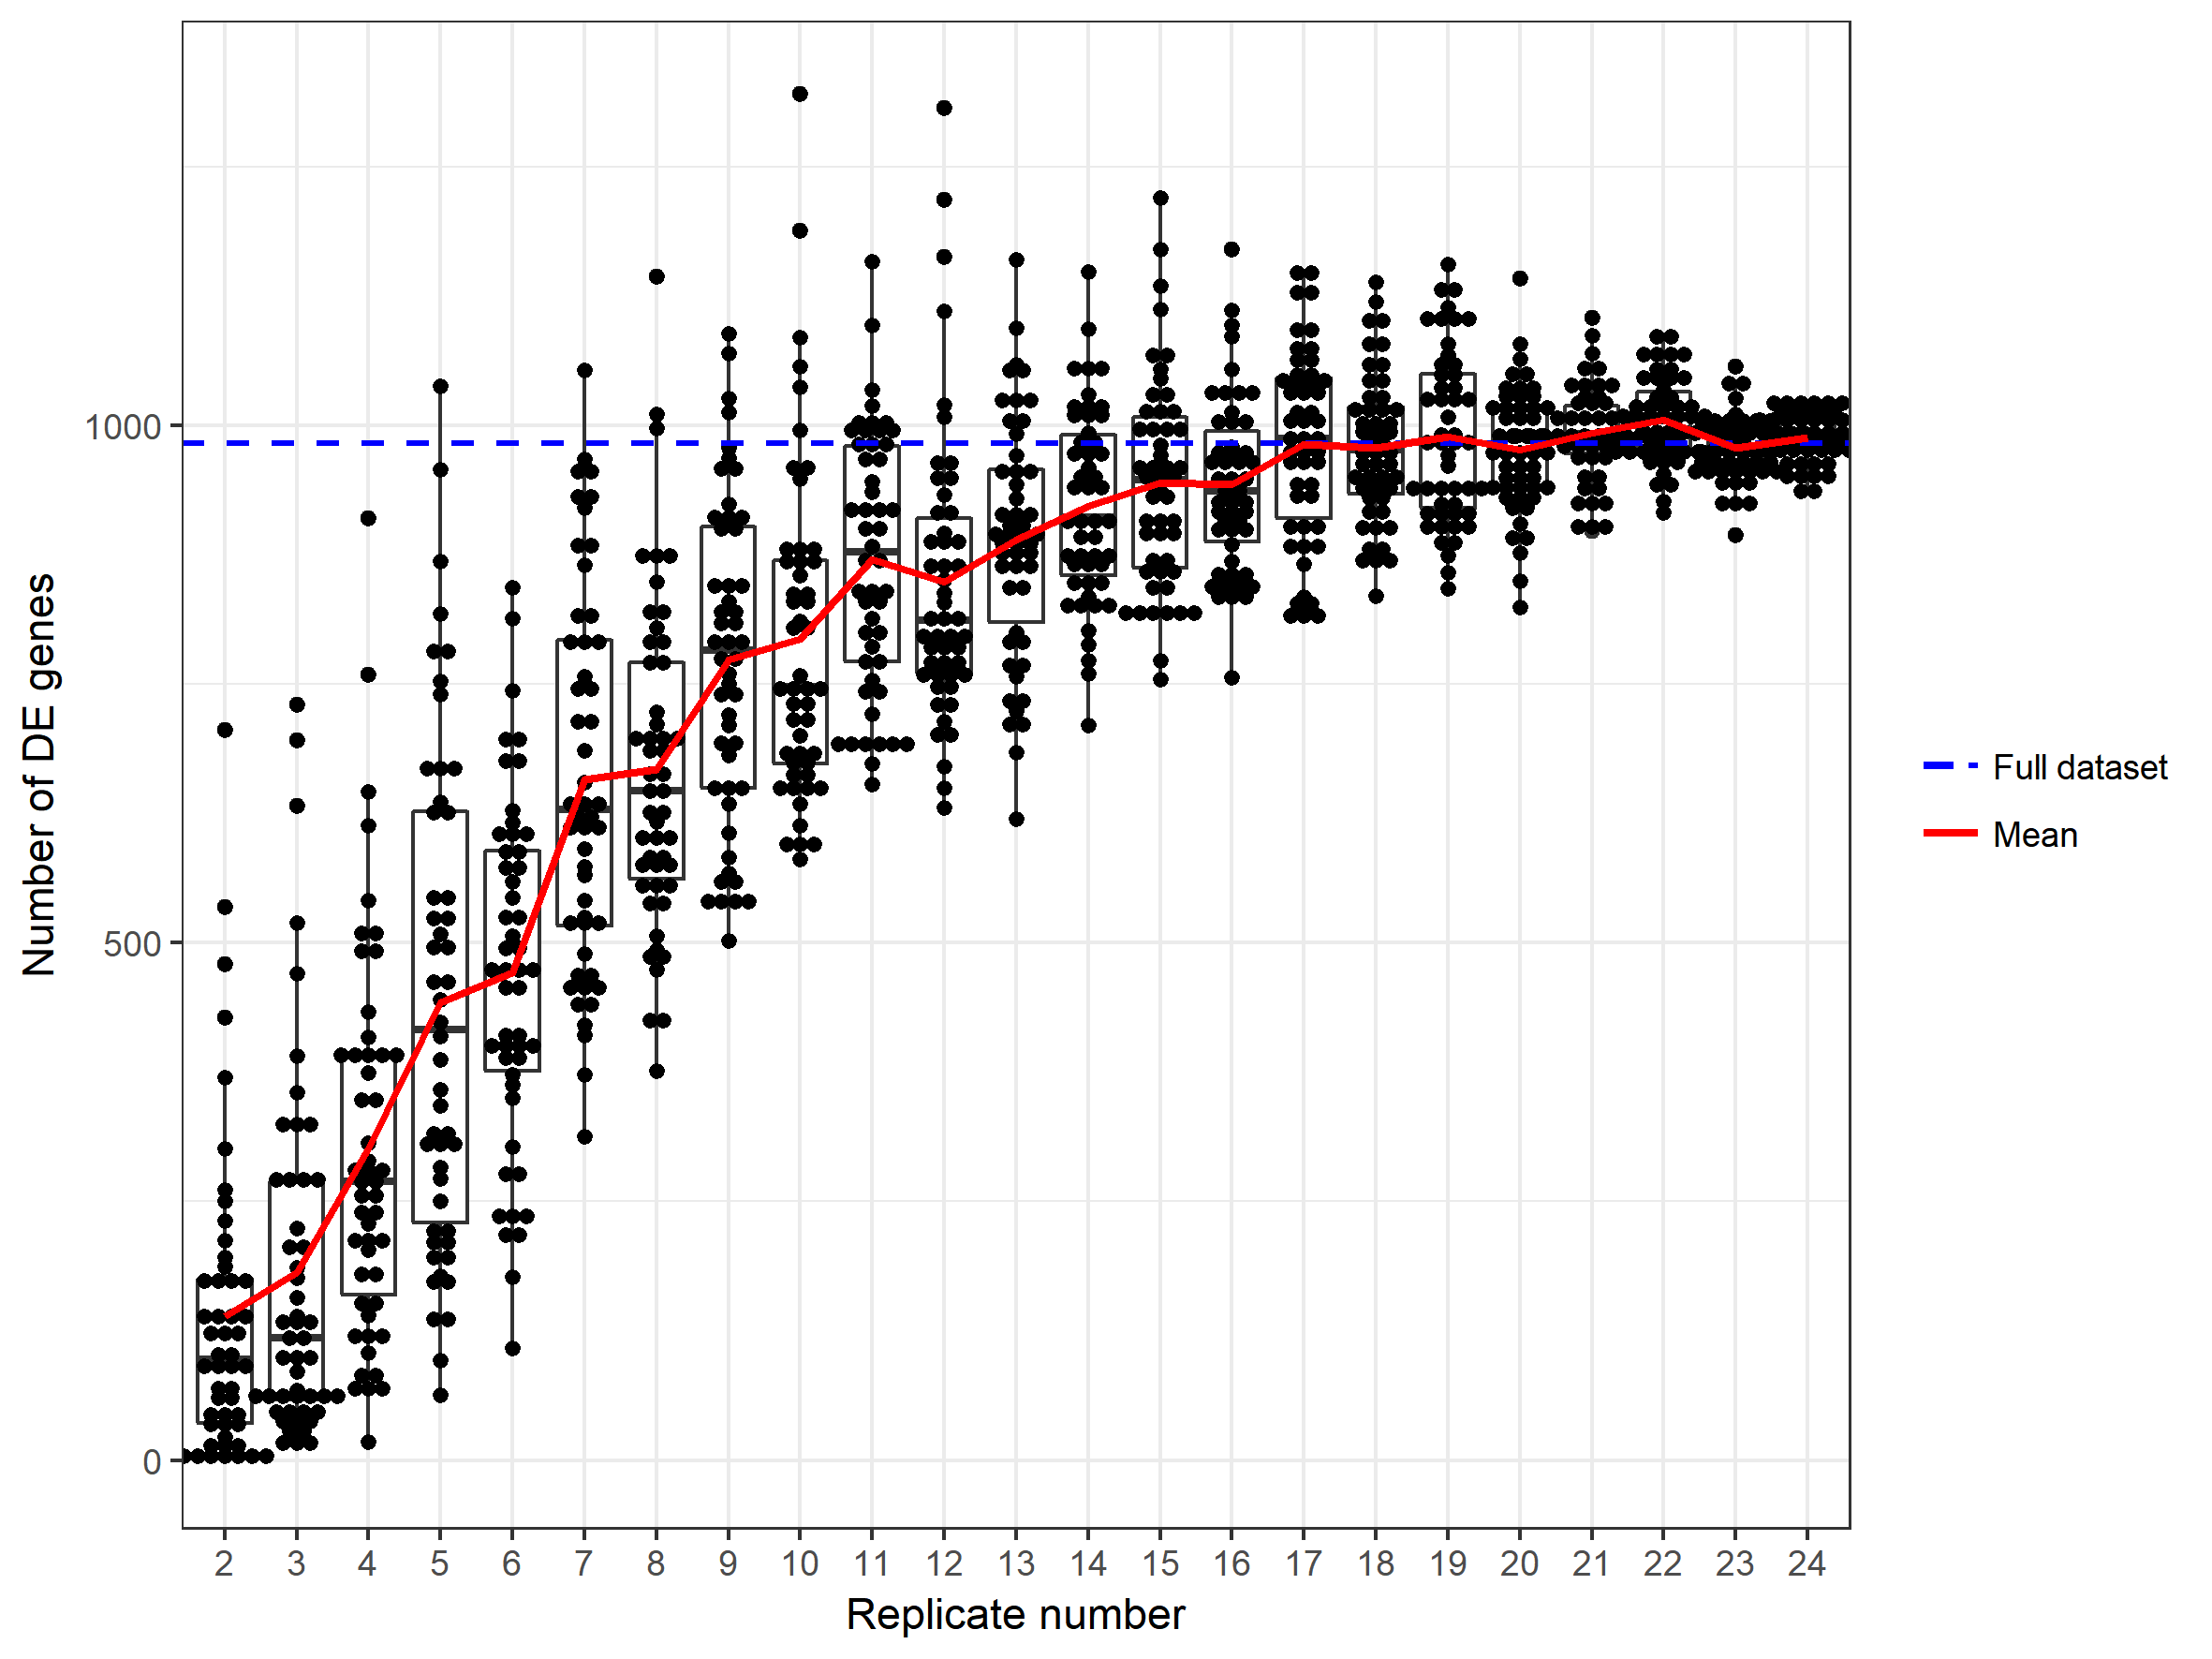 Number of DE genes
1000
500
0
2 3 4 5 6 7 8 9 10 11 12 13 14 15 16 17 18 19 20 21 22 23 24
Replicate number
Full dataset
Mean